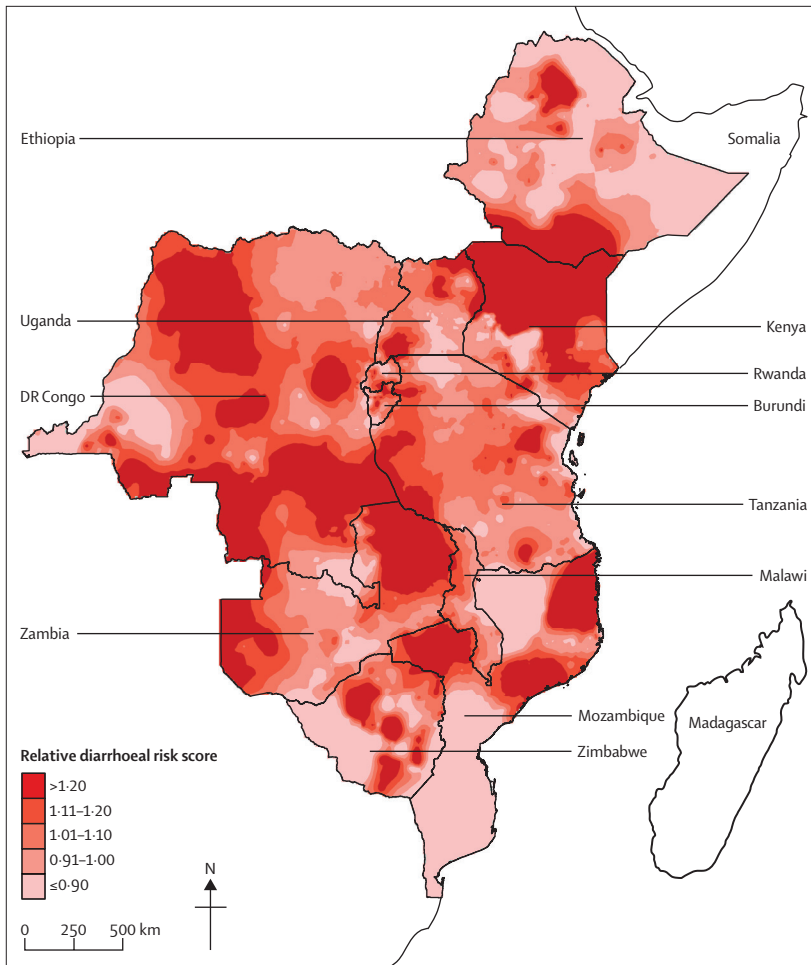 Ethiopia
Somalia
Uganda
Kenya
Rwanda
DR Congo
Burundi
Tanzania
Malawi
Zambia
Mozambique
Madagascar
Zimbabwe
Relative diarrhoeal risk score
>1·20
1·11–1·20
1·01–1·10
0·91–1·00
≤0·90
N
0 250 500 km